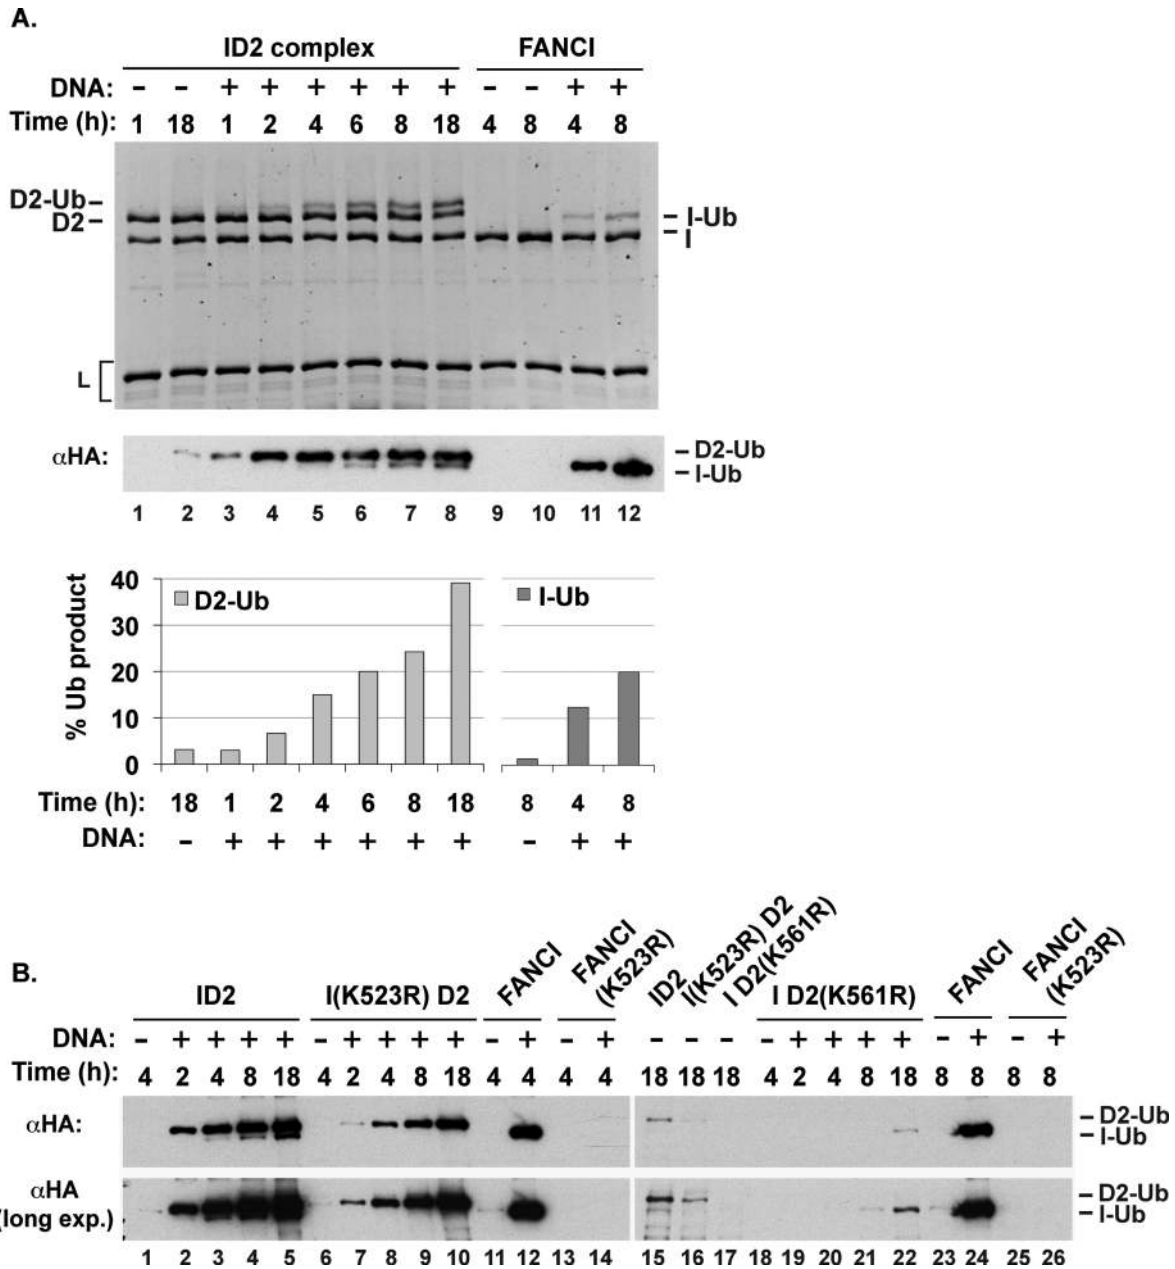 A.
ID2 complex FANCI
DNA: - - + + + + + + - - + +
Time (h): 1 18 1 2 4 6 8 18 4 8 4 8
D2-Ub
D2
I-Ub
I
L
αHA:
D2-Ub
I-Ub
1 2 3 4 5 6 7 8 9 10 11 12
% Ub product
40
30
20
10
0
D2-Ub
I-Ub
Time (h): 18 1 2 4 6 8 18 8 4 8
DNA: - + + + + + + - + +
B.
ID2 I(K523R) D2 FANCI FANCI (K523R) ID2 I(K523R) D2 I D2(K561R) I D2(K561R) FANCI FANCI (K523R)
DNA: - + + + + - + + + + - + - + - - - - + + + + - + - +
Time (h): 4 2 4 8 18 4 2 4 8 18 4 4 4 4 18 18 18 4 2 4 8 18 8 8 8 8
αHA:
D2-Ub
I-Ub
αHA
(long exp.)
D2-Ub
I-Ub
1 2 3 4 5 6 7 8 9 10 11 12 13 14 15 16 17 18 19 20 21 22 23 24 25 26